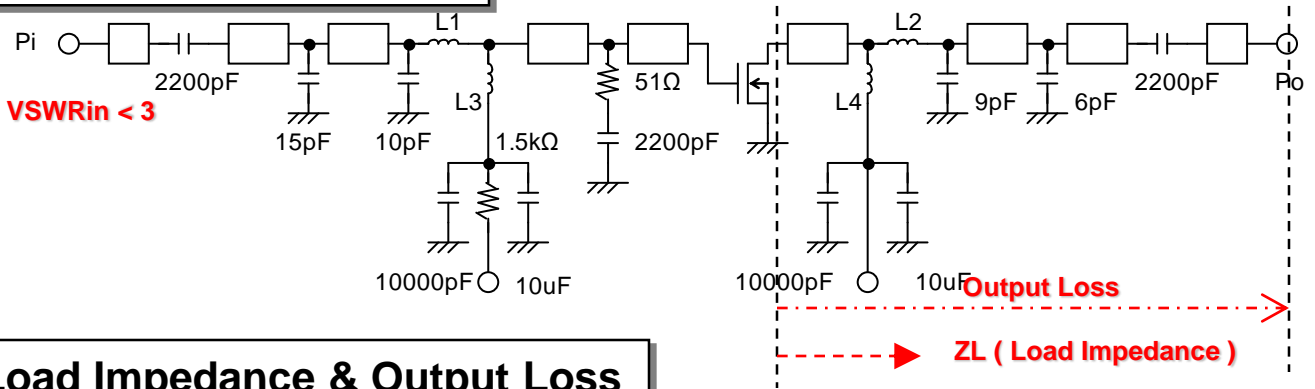 L1
L2
Pi
2200pF
51Ω
2200pF
Po
VSWRin < 3
L3
L4
9pF
6pF
15pF
10pF
1.5kΩ
2200pF
10000pF
10uF
10000pF
10uF
Output Loss
ZL ( Load Impedance )
Load Impedance & Output Loss